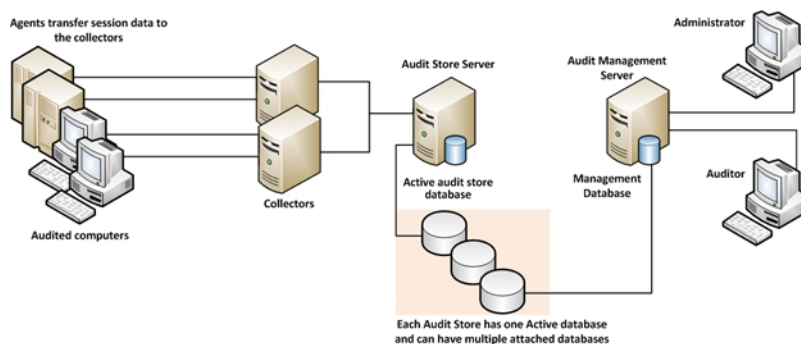 Agents transfer session data to
the collectors
Audited computers
Collectors
Audit Store Server
Active audit store
database
Each Audit Store has one Active database
and can have multiple attached databases
Audit Management
Server
Management
Database
Administrator
Auditor